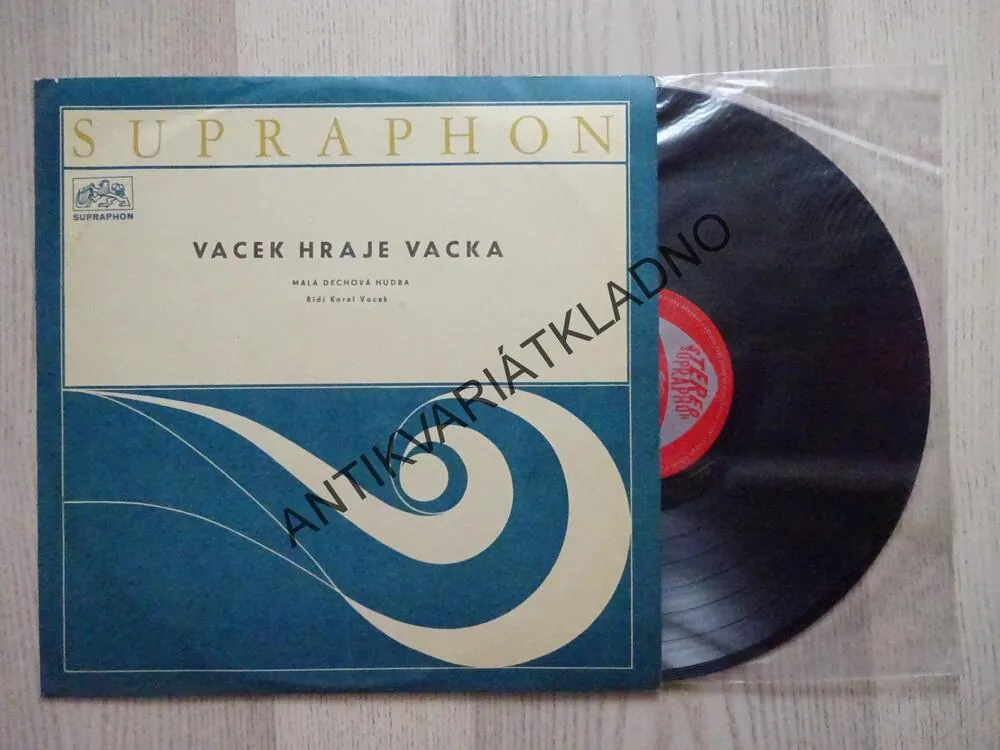 SUPRAPHON
SUPRAPHON
VACEK HRAJE VACKA
MALÁ DECHOVÁ HUDBA
Řídí Karel Vacek
ANTIKVARIÁTKLADNO
STEREO
SUPRAPHON